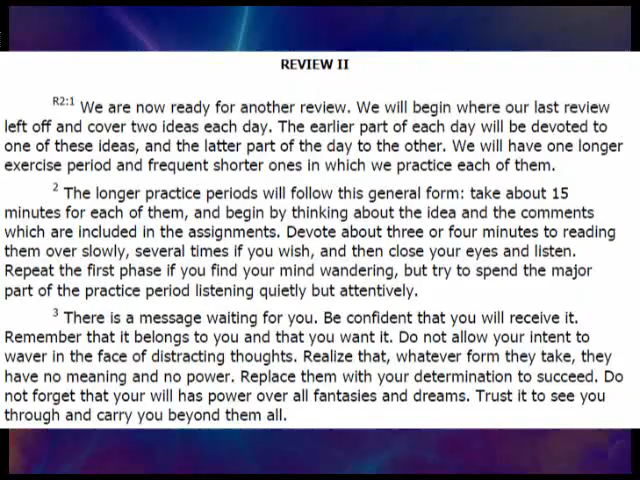 REVIEW II
R2:1 We are now ready for another review. We will begin where our last review
left off and cover two ideas each day. The earlier part of each day will be devoted to
one of these ideas, and the latter part of the day to the other. We will have one longer
exercise period and frequent shorter ones in which we practice each of them.
2 The longer practice periods will follow this general form: take about 15
minutes for each of them, and begin by thinking about the idea and the comments
which are included in the assignments. Devote about three or four minutes to reading
them over slowly, several times if you wish, and then close your eyes and listen.
Repeat the first phase if you find your mind wandering, but try to spend the major
part of the practice period listening quietly but attentively.
3 There is a message waiting for you. Be confident that you will receive it.
Remember that it belongs to you and that you want it. Do not allow your intent to
waver in the face of distracting thoughts. Realize that, whatever form they take, they
have no meaning and no power. Replace them with your determination to succeed. Do
not forget that your will has power over all fantasies and dreams. Trust it to see you
through and carry you beyond them all.